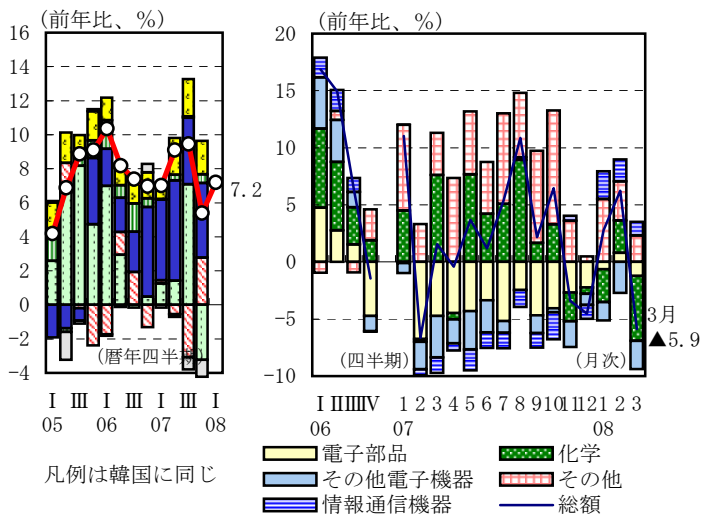 (前年比、%)
16
14
12
10
8
6
4
2
0
-2
-4
7.2
(暦年四半期)
Ⅰ Ⅲ Ⅰ Ⅲ Ⅰ Ⅲ Ⅰ
05 06 07 08
凡例は韓国に同じ
(前年比、%)
20
15
10
5
0
-5
-10
3月
▲5.9
(四半期) (月次)
Ⅰ Ⅱ Ⅲ Ⅳ 1 2 3 4 5 6 7 8 9 10 11 12 1 2 3
06 07 08
電子部品 化学
その他電子機器 その他
情報通信機器 総額